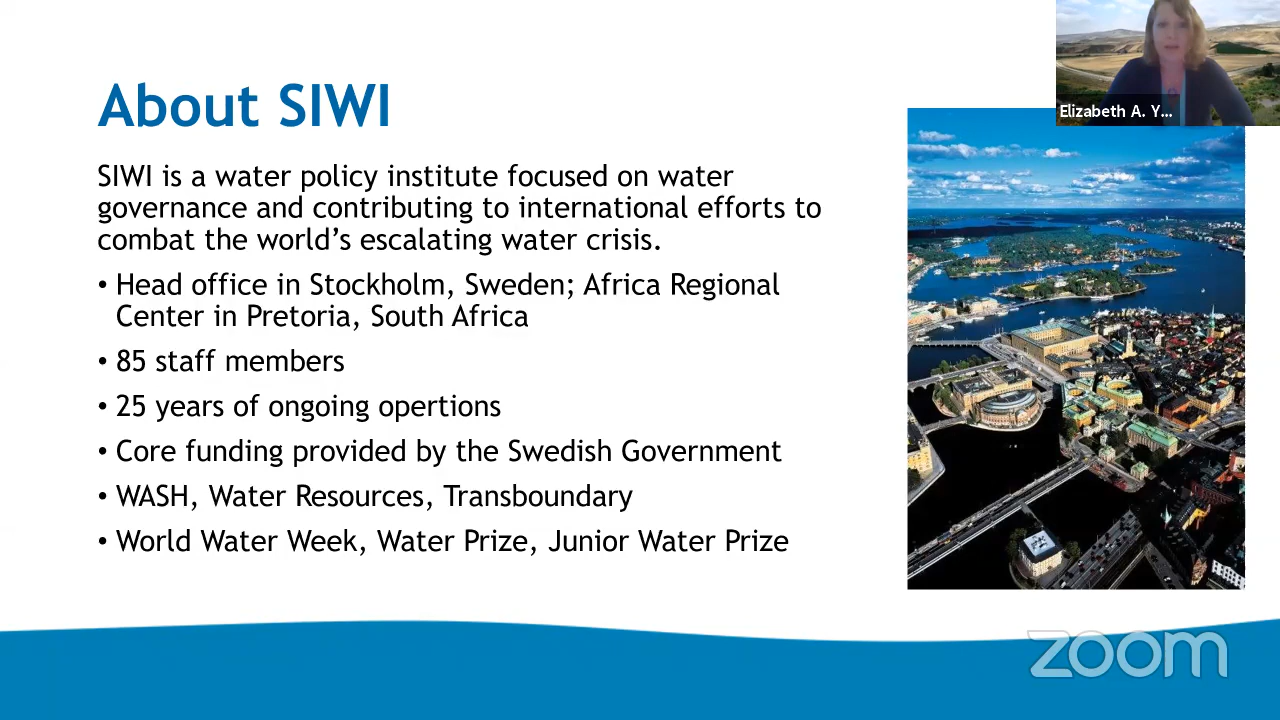 About SIWI
SIWI is a water policy institute focused on water
governance and contributing to international efforts to
combat the world’s escalating water crisis.
• Head office in Stockholm, Sweden; Africa Regional
Center in Pretoria, South Africa
• 85 staff members
• 25 years of ongoing opertions
• Core funding provided by the Swedish Government
• WASH, Water Resources, Transboundary
• World Water Week, Water Prize, Junior Water Prize
Elizabeth A. Y...
zoom